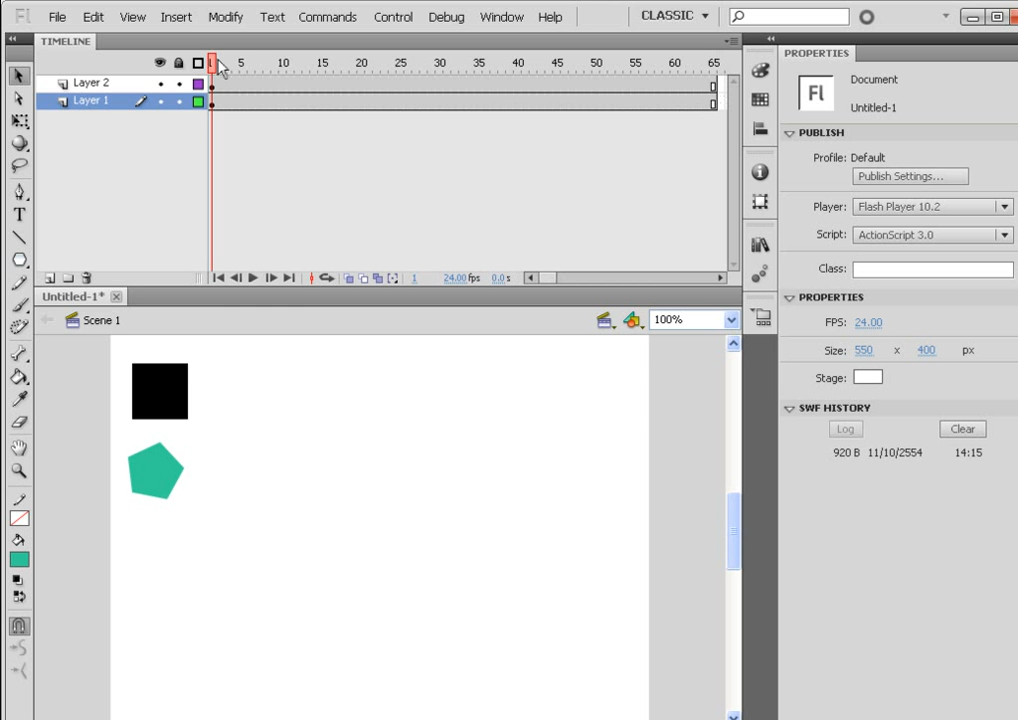 Fl File Edit View Insert Modify Text Commands Control Debug Window Help CLASSIC
TIMELINE
1 5 10 15 20 25 30 35 40 45 50 55 60 65
Layer 2
Layer 1
1 24.00 fps 0.0 s
Untitled-1*
Scene 1 100%
PROPERTIES
Fl
Document
Untitled-1
PUBLISH
Profile: Default
Publish Settings...
Player: Flash Player 10.2
Script: ActionScript 3.0
Class:
PROPERTIES
FPS: 24.00
Size: 550 x 400 px
Stage:
SWF HISTORY
Log Clear
920 B 11/10/2554 14:15
T